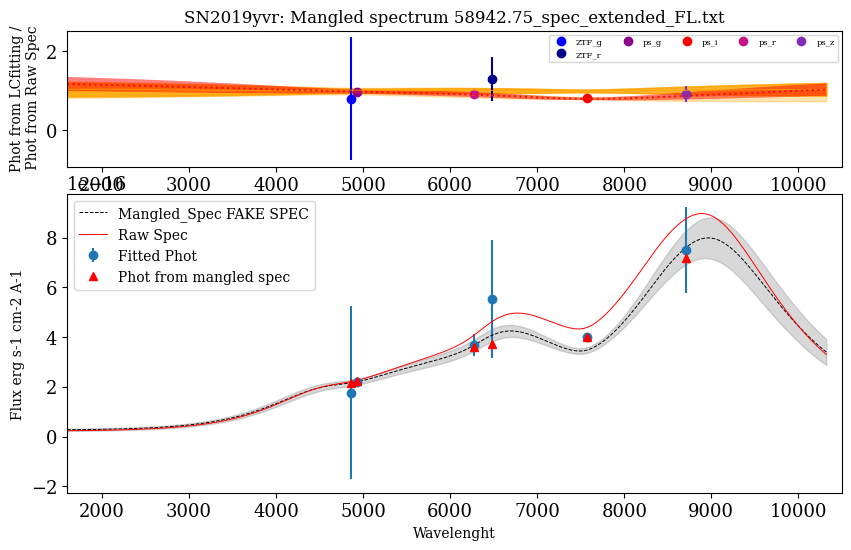 SN2019yvr: Mangled spectrum 58942.75_spec_extended_FL.txt
Phot from LCfitting /
Phot from Raw Spec
2
0
ZTF_g ps_g ps_i ps_r ps_z
ZTF_r
2000 3000 4000 5000 6000 7000 8000 9000 10000
1e−16
Flux erg s-1 cm-2 A-1
8
6
4
2
0
−2
Mangled_Spec FAKE SPEC
Raw Spec
Fitted Phot
Phot from mangled spec
2000 3000 4000 5000 6000 7000 8000 9000 10000
Wavelenght